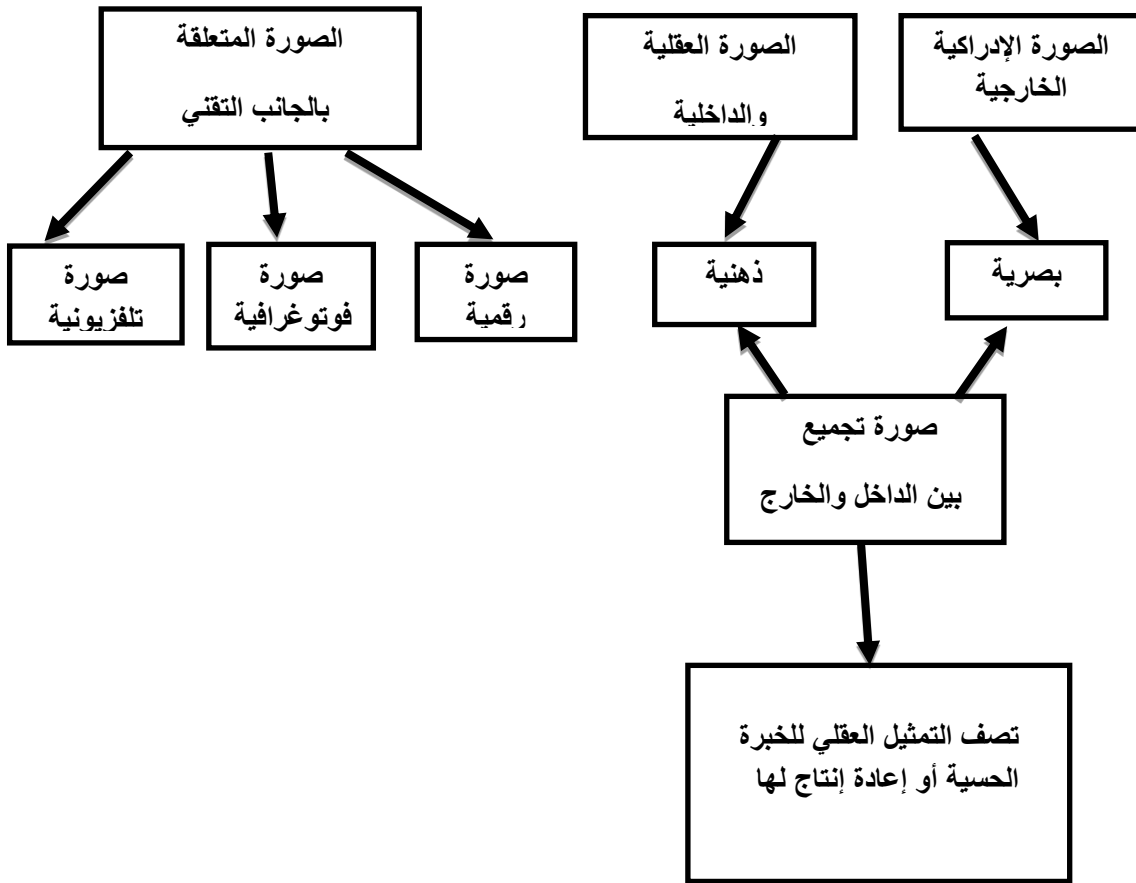 الصورة الإدراكية
الخارجية
الصورة العقلية
والداخلية
الصورة المتعلقة
بالجانب التقني
بصرية
ذهنية
صورة
رقمية
صورة
فوتوغرافية
صورة
تلفزيونية
صورة تجميع
بين الداخل والخارج
تصف التمثيل العقلي للخبرة
الحسية أو إعادة إنتاج لها